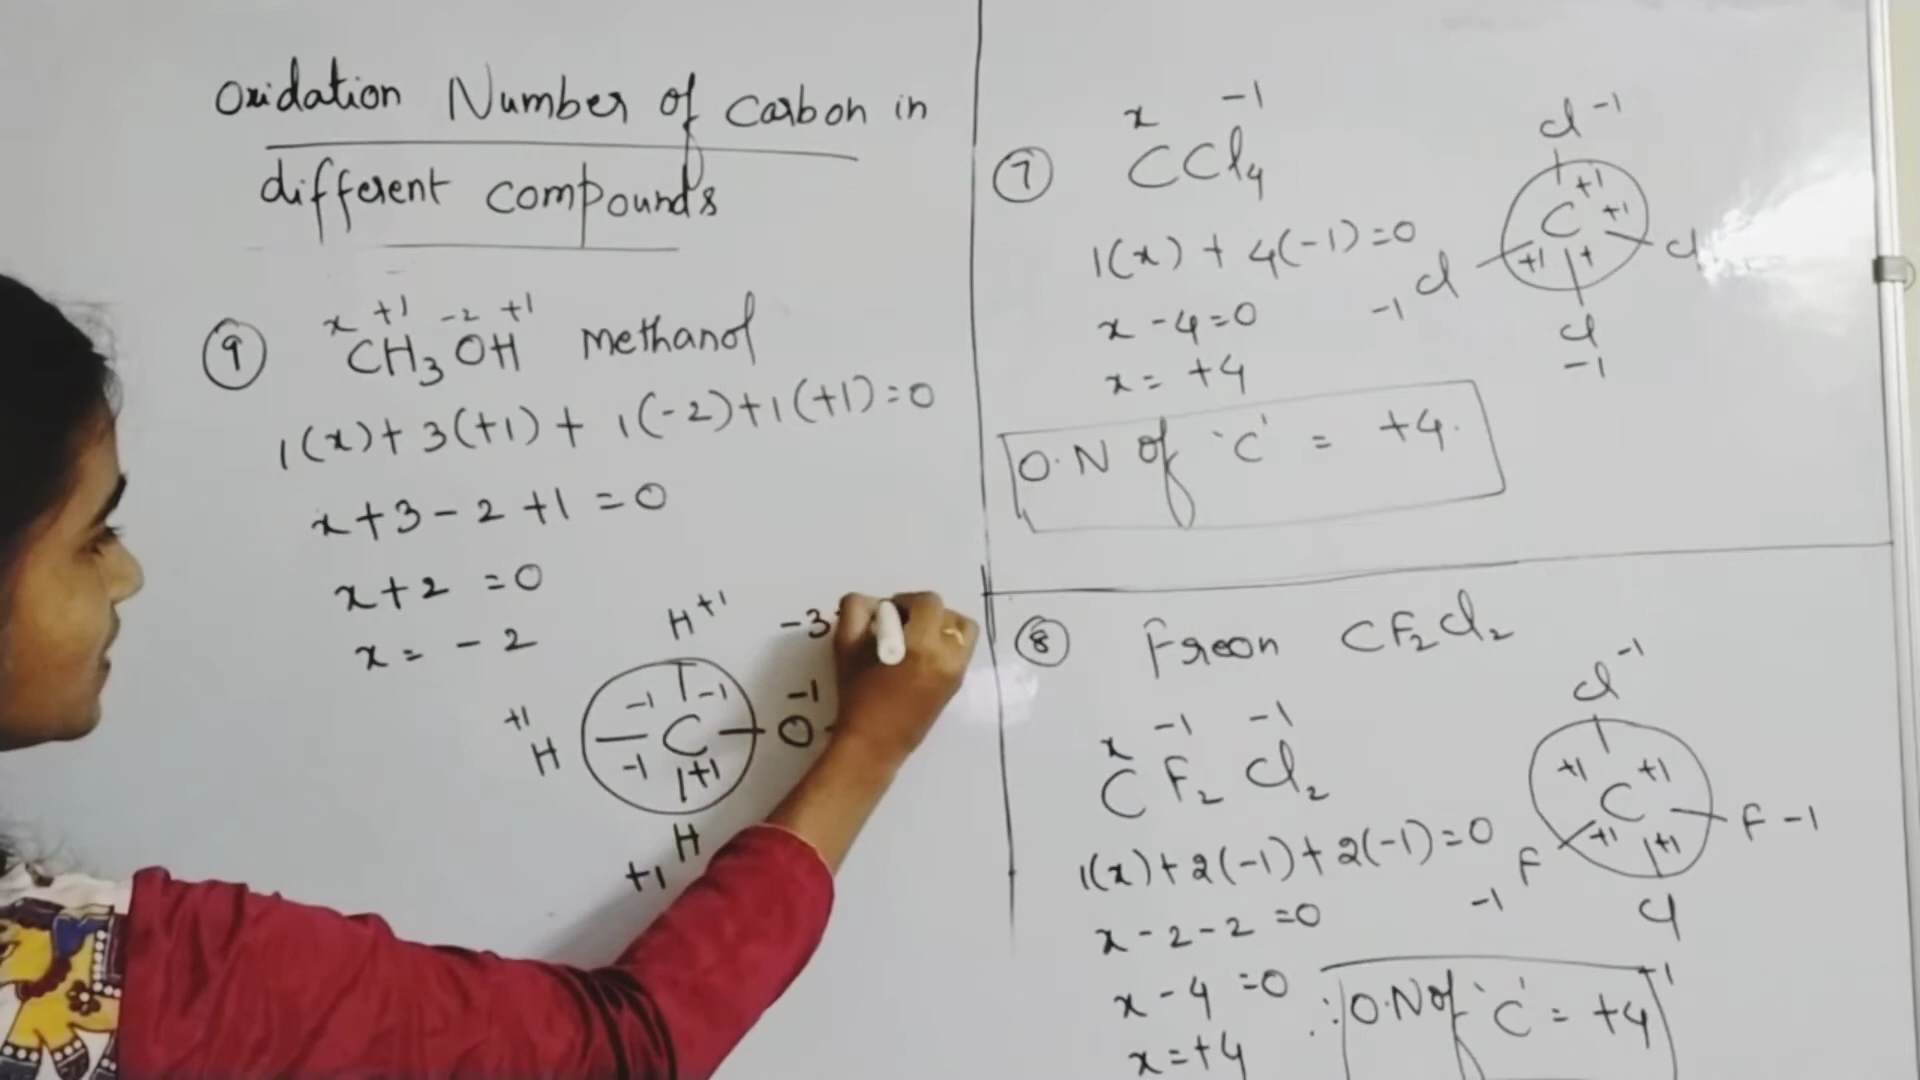 Oxidation Number of carbon in
different compounds
9
x +1 -2 +1
CH3 OH methanol
1(x)+ 3(+1) + 1(-2)+1(+1)=0
x+3-2+1 =0
x+2 =0
x = -2
H +1
-3
+1
H
-1 -1
C
-1 +1
-1
O
H
+1
7
x -1
CCl4
1(x) + 4(-1)=0
x -4=0
x = +4
O.N of 'C' = +4.
Cl -1
+1
C +1
+1 +
Cl
-1 Cl
Cl
-1
8
Freon CF2Cl2
x -1 -1
C F2 Cl2
1(x)+2(-1)+2(-1)=0
x-2-2 =0
x-4 =0
x=+4
Cl -1
+1 +1
C
+1 +1
F -1
F
-1
Cl
-1
∴ O.N of 'C' = +4